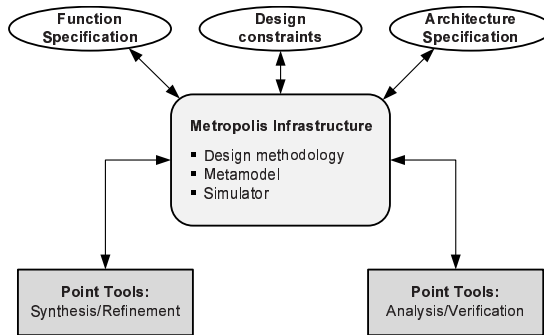 Function
Specification
Design
constraints
Architecture
Specification
Metropolis Infrastructure
▪ Design methodology
▪ Metamodel
▪ Simulator
Point Tools:
Synthesis/Refinement
Point Tools:
Analysis/Verification